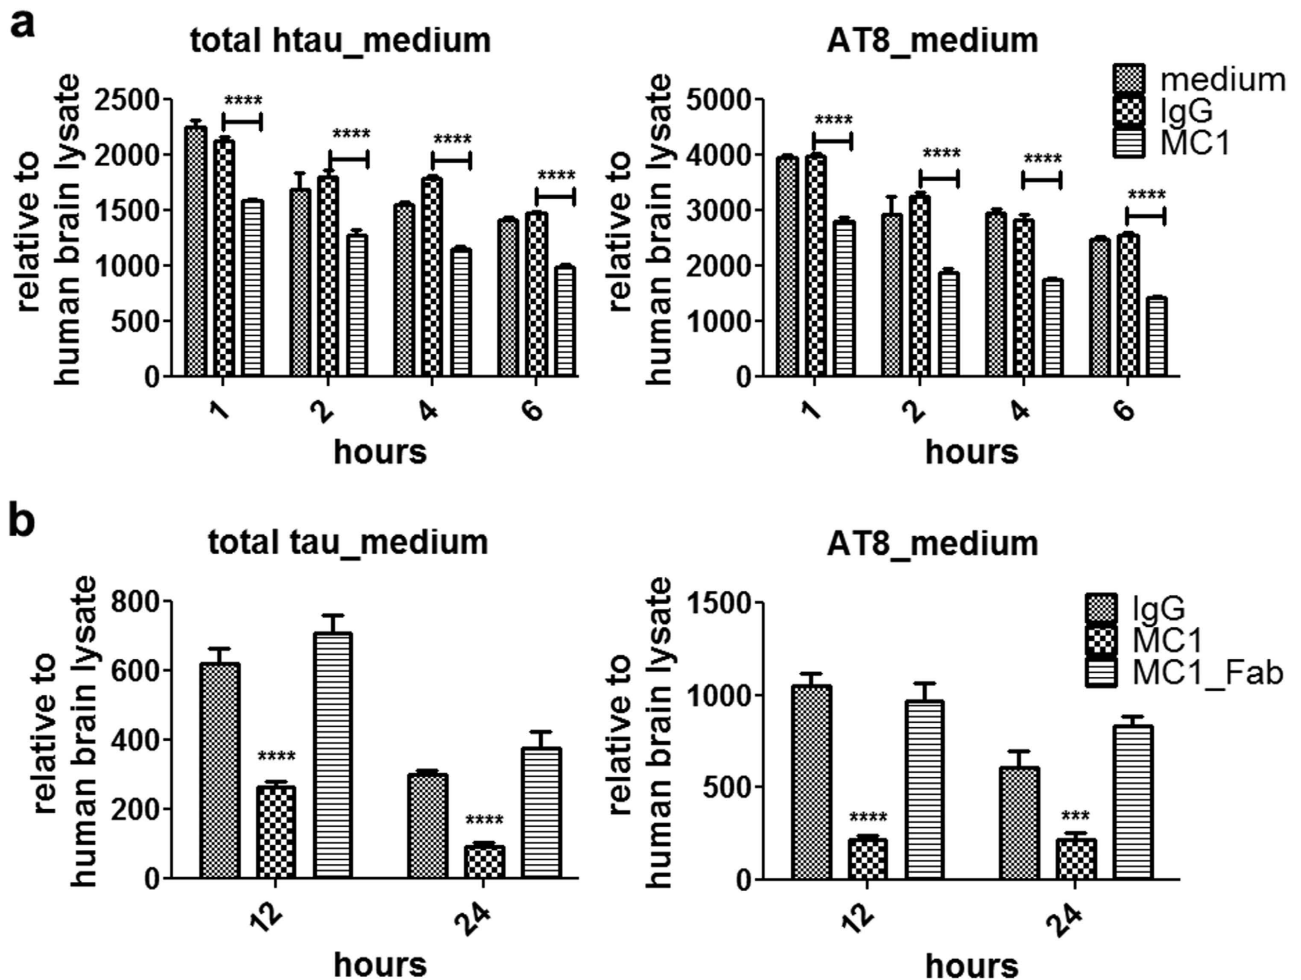 a
total htau_medium
relative to
human brain lysate
2500
2000
1500
1000
500
0
****
****
****
****
1
2
4
6
hours
AT8_medium
relative to
human brain lysate
5000
4000
3000
2000
1000
0
****
****
****
****
1
2
4
6
hours
medium
IgG
MC1
b
total tau_medium
relative to
human brain lysate
800
600
400
200
0
****
****
12
24
hours
AT8_medium
relative to
human brain lysate
1500
1000
500
0
****
***
12
24
hours
IgG
MC1
MC1_Fab